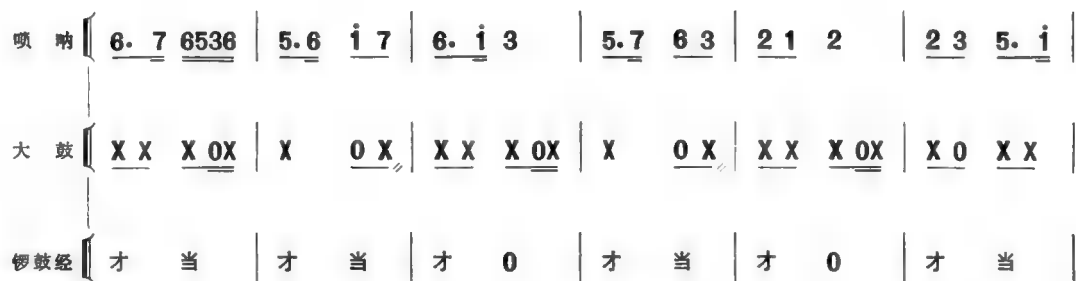 唢呐 6. 7 6536 | 5.6 i̇ 7 | 6. i̇ 3 | 5.7 6 3 | 2 1 2 | 2 3 5. i̇ |
大鼓 X X X 0X | X 0 X | X X X 0X | X 0 X | X X X 0X | X 0 X X |
锣鼓经 才 当 | 才 当 | 才 0 | 才 当 | 才 0 | 才 当 |